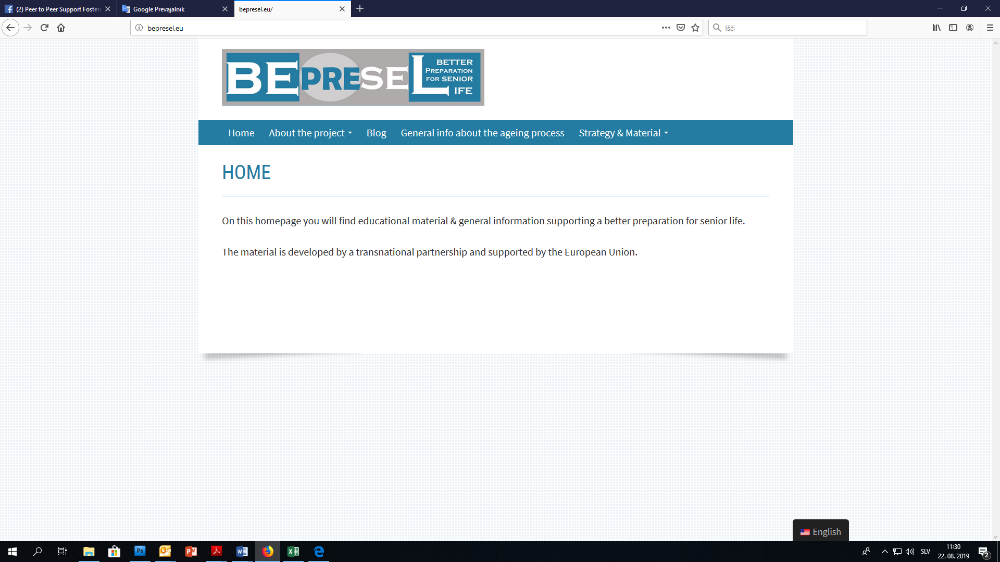 (2) Peer to Peer Support Fosteri
Google Prevajalnik
bepresel.eu/
bepresel.eu
Išči
BEPRESEL
BETTER
PREPARATION
FOR SENIOR
IFE
Home
About the project
Blog
General info about the ageing process
Strategy & Material
HOME
On this homepage you will find educational material & general information supporting a better preparation for senior life.
The material is developed by a transnational partnership and supported by the European Union.
English
Ps
SLV
11:30
22. 08. 2019
2